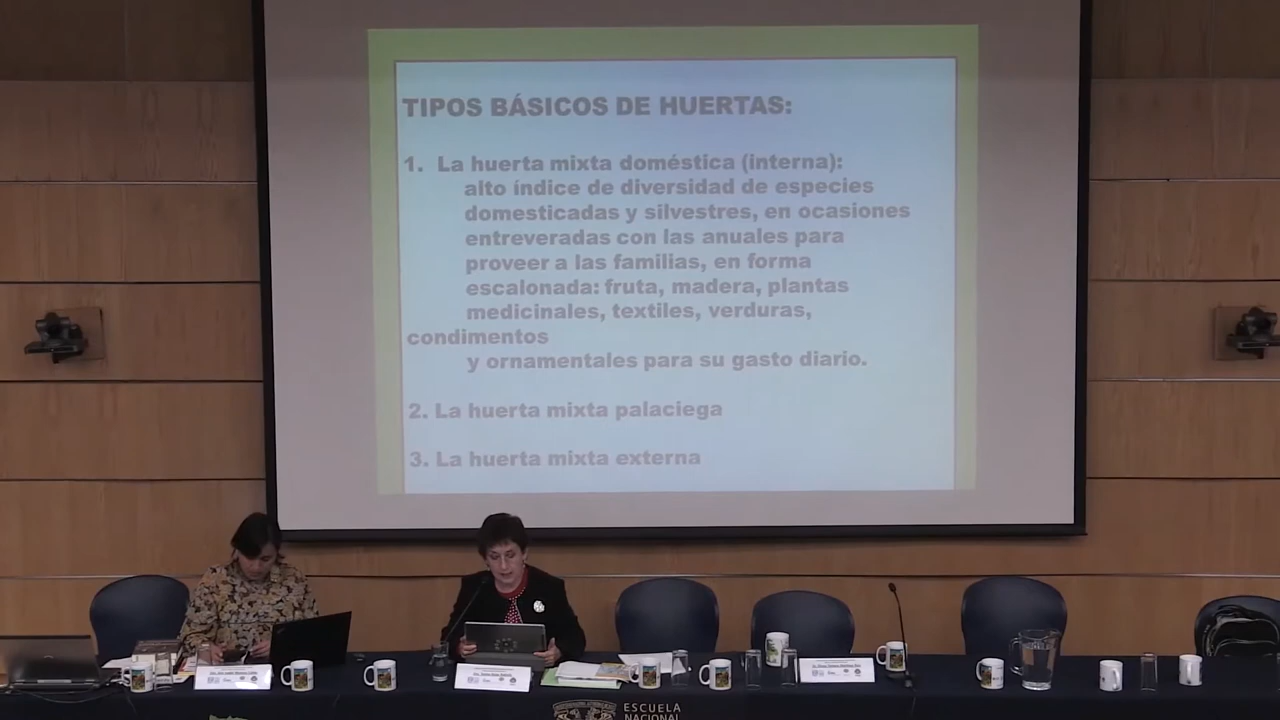 TIPOS BÁSICOS DE HUERTAS:
1. La huerta mixta doméstica (interna):
alto índice de diversidad de especies
domesticadas y silvestres, en ocasiones
entreveradas con las anuales para
proveer a las familias, en forma
escalonada: fruta, madera, plantas
medicinales, textiles, verduras,
condimentos
y ornamentales para su gasto diario.
2. La huerta mixta palaciega
3. La huerta mixta externa
ESCUELA
NACIONAL